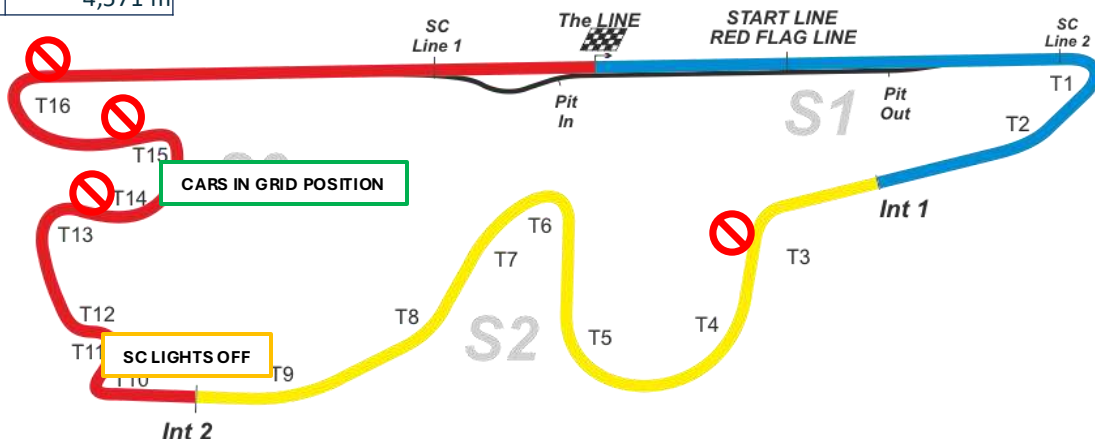 4,571 m
SC
Line 1
The LINE
START LINE
RED FLAG LINE
SC
Line 2
T1
T16
Pit
In
S1
Pit
Out
T2
T15
CARS IN GRID POSITION
T14
Int 1
T13
T6
T3
T7
T12
T8
S2
T4
T5
T11
SC LIGHTS OFF
T10
T9
Int 2